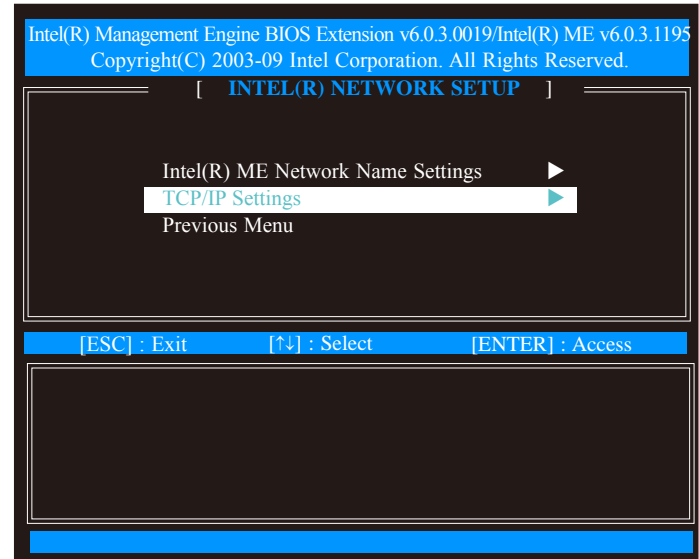 Intel(R) Management Engine BIOS Extension v6.0.3.0019/Intel(R) ME v6.0.3.1195
Copyright(C) 2003-09 Intel Corporation. All Rights Reserved.
[ INTEL(R) NETWORK SETUP ]
Intel(R) ME Network Name Settings ▶
TCP/IP Settings ▶
Previous Menu
[ESC] : Exit [↑↓] : Select [ENTER] : Access